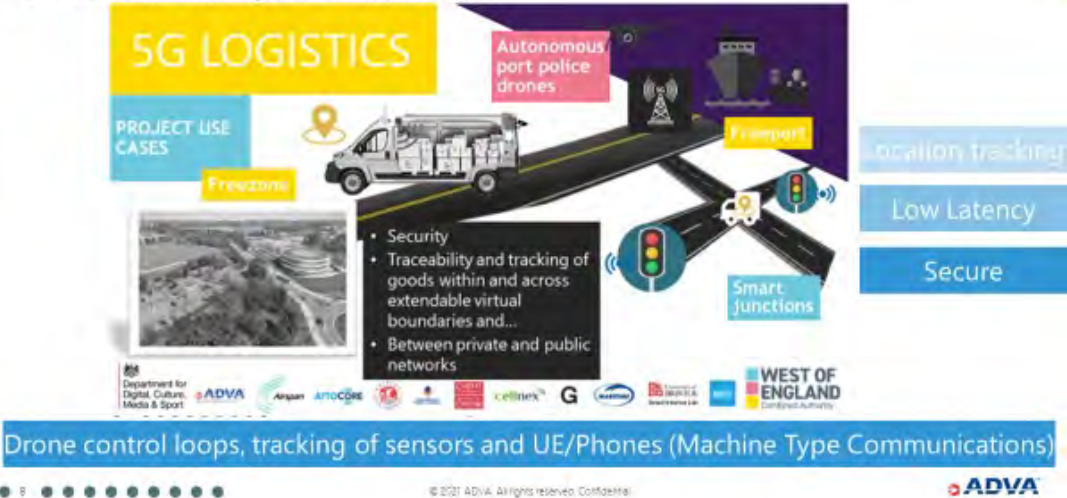 5G LOGISTICS
PROJECT USE
CASES
Freezone
Autonomous
port police
drones
Freeport
Smart
junctions
• Security
• Traceability and tracking of
goods within and across
extendable virtual
boundaries and...
• Between private and public
networks
Location tracking
Low Latency
Secure
Department for
Digital, Culture,
Media & Sport
ADVA
Airspan
ATTOCORE
cellnex
G
MARITIME
WEST OF
ENGLAND
Combined Authority
Drone control loops, tracking of sensors and UE/Phones (Machine Type Communications)
8
© 2021 ADVA. All rights reserved. Confidential.
ADVA